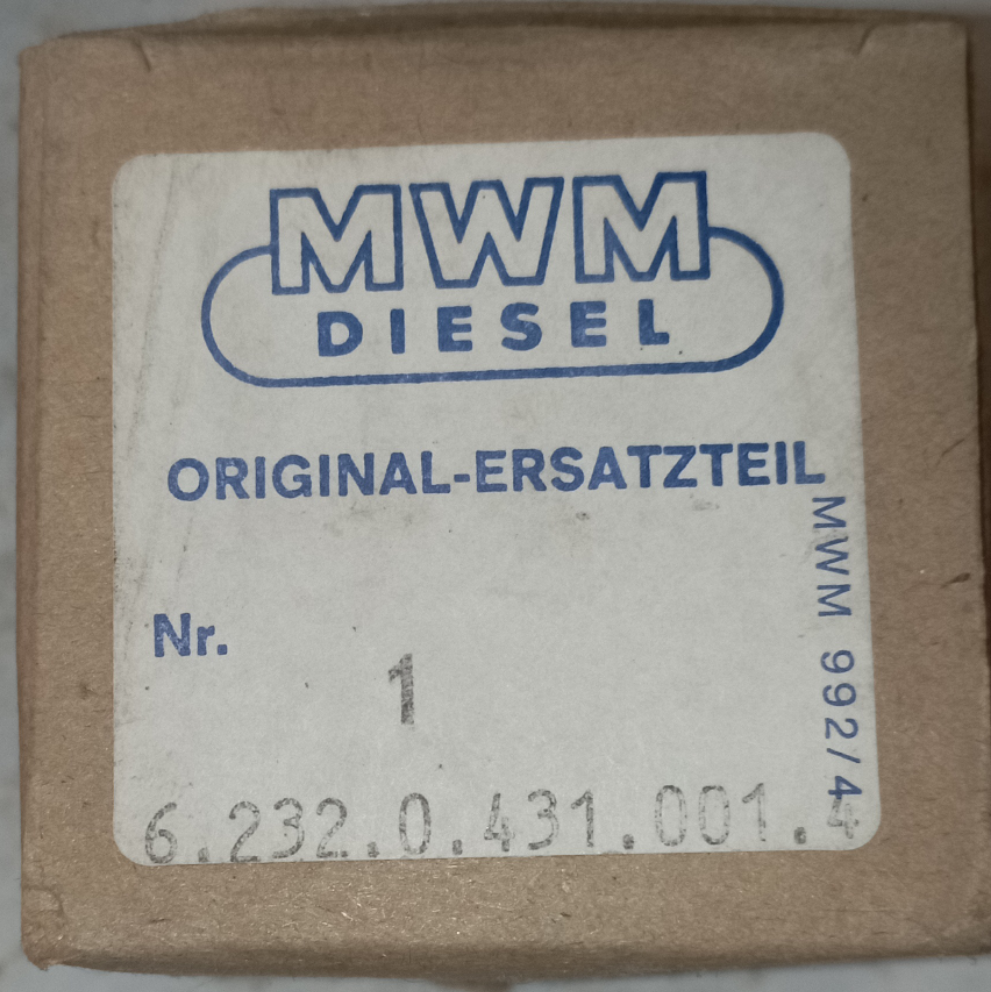 MWM
DIESEL
ORIGINAL-ERSATZTEIL
MWM 992/4
Nr.
1
6.232.0.431.001.4